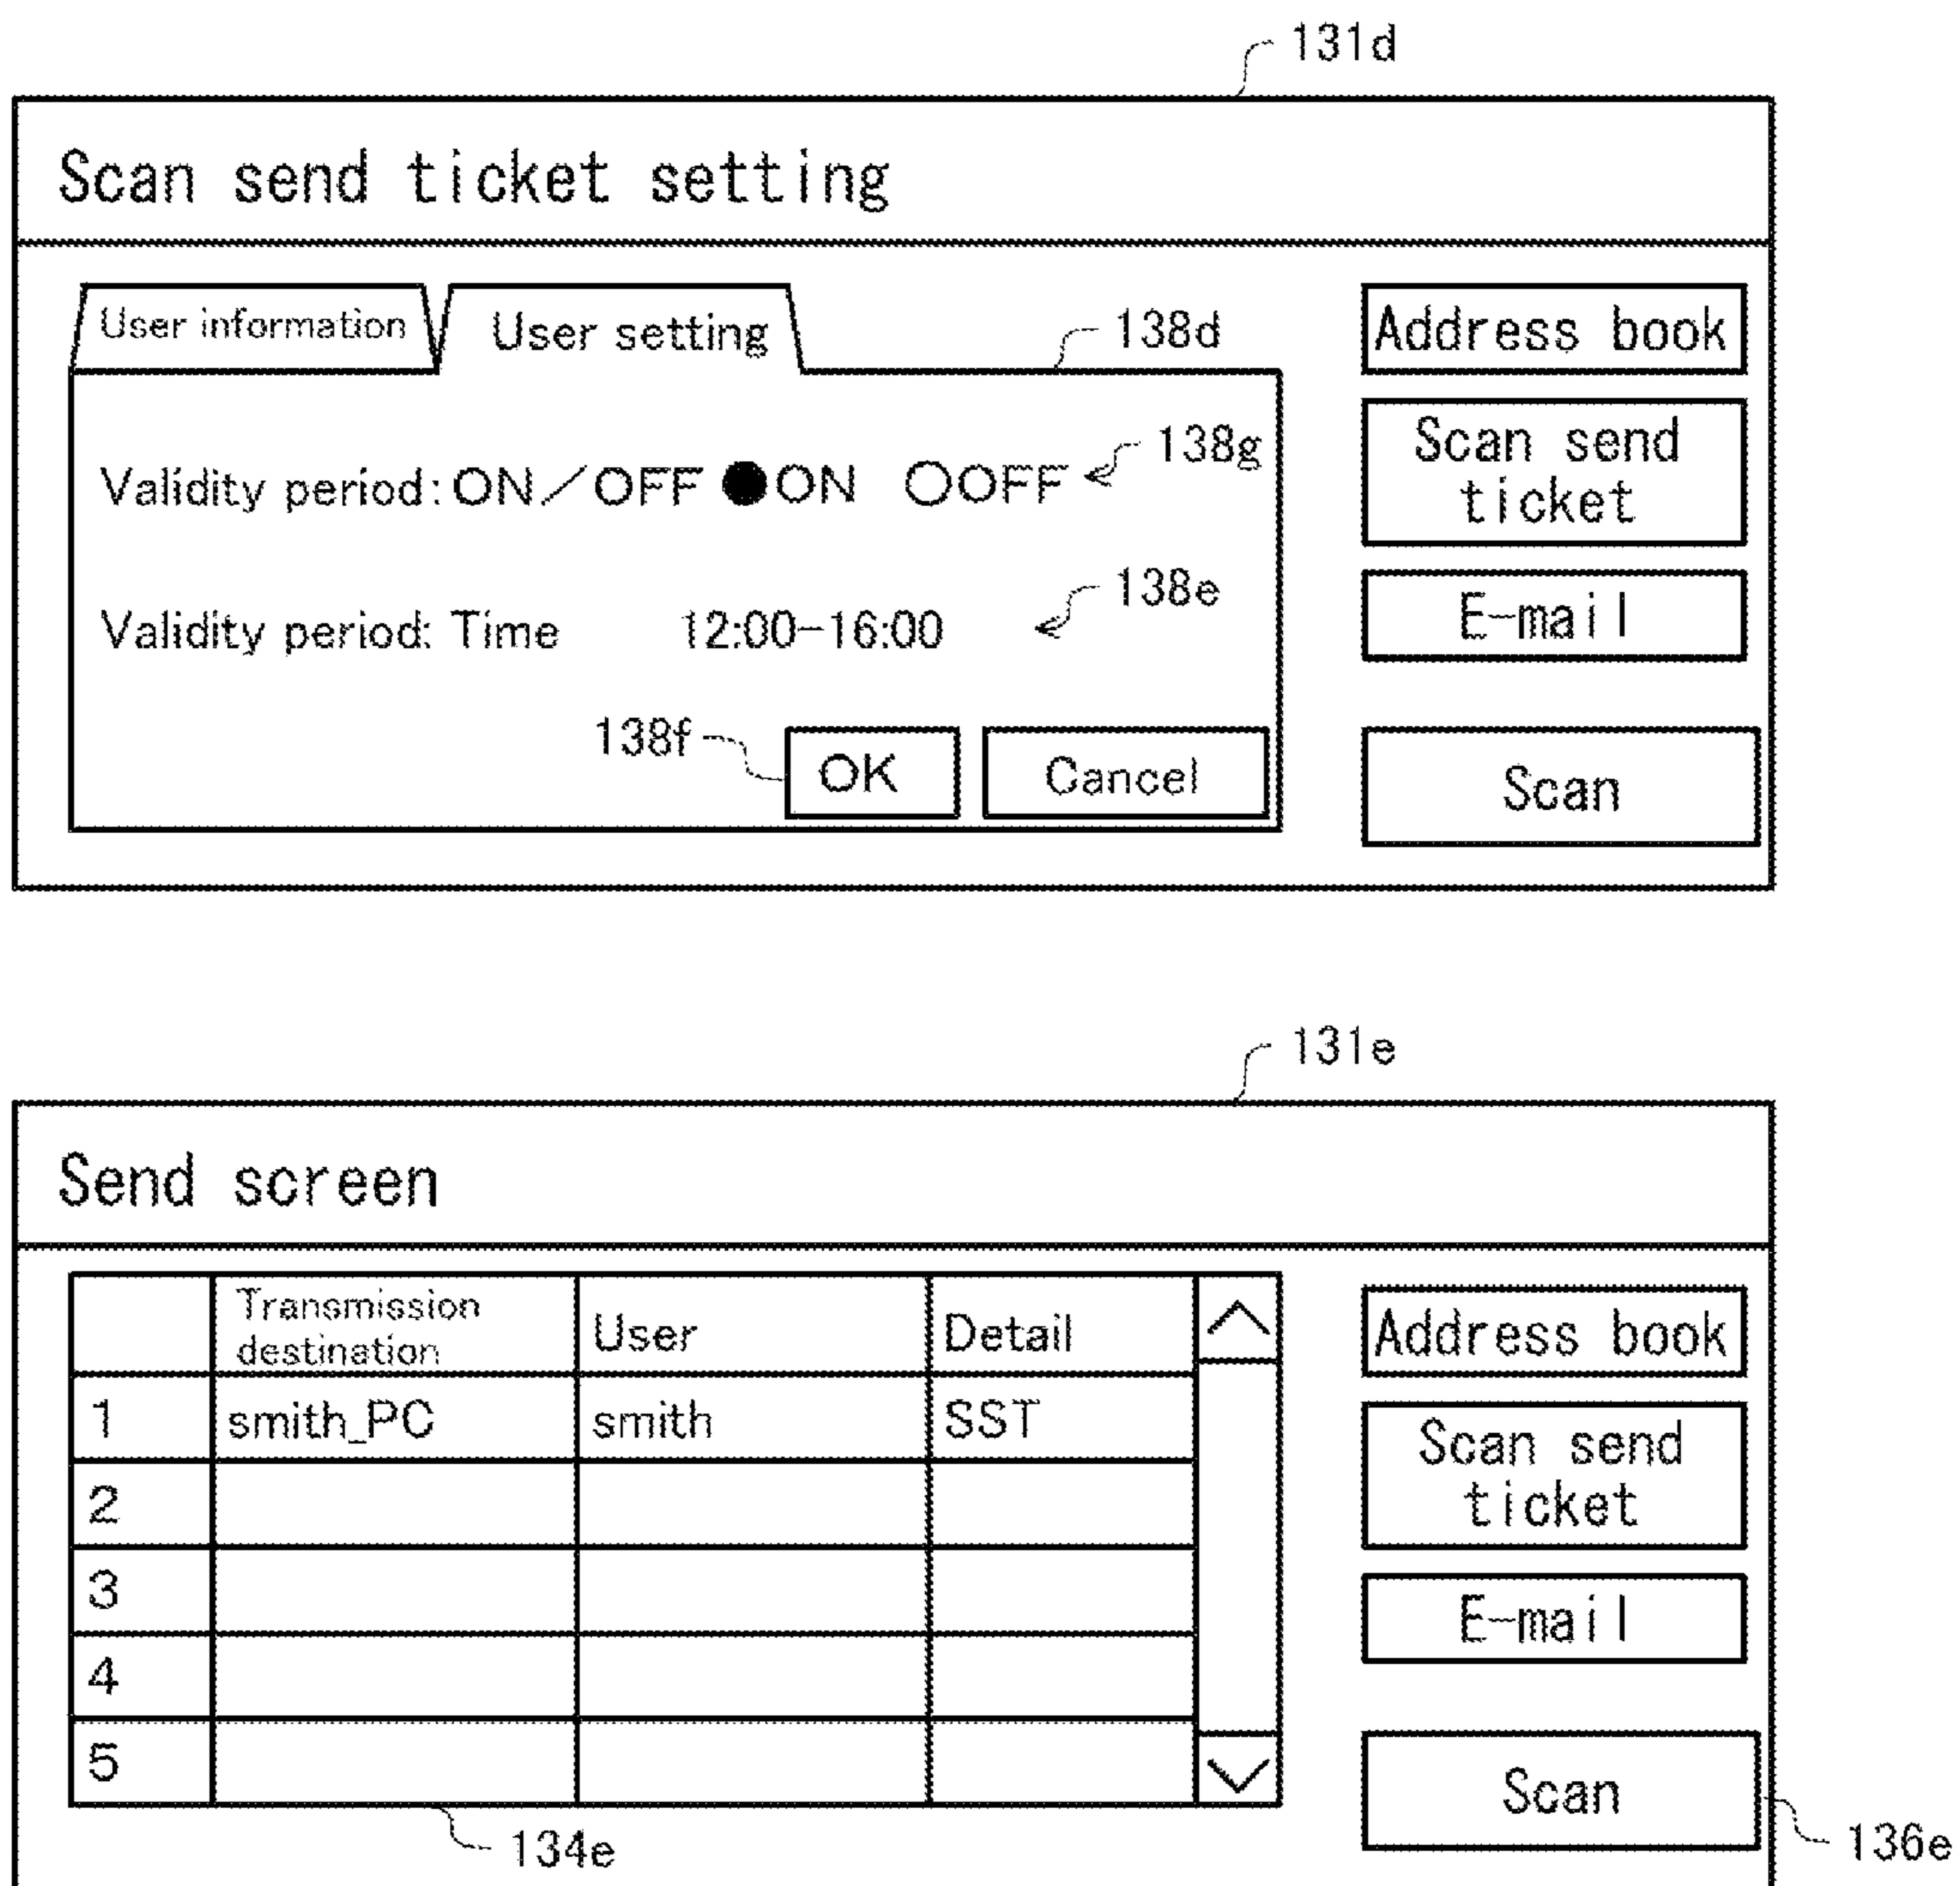 131d
Scan send ticket setting
User information
User setting
138d
Validity period: ON/OFF ●ON ○OFF
138g
Validity period: Time 12:00-16:00
138e
138f
OK
Cancel
Address book
Scan send
ticket
E-mail
Scan
131e
Send screen
Transmission
destination
User
Detail
1 smith_PC smith SST
2
3
4
5
134e
Address book
Scan send
ticket
E-mail
Scan
136e